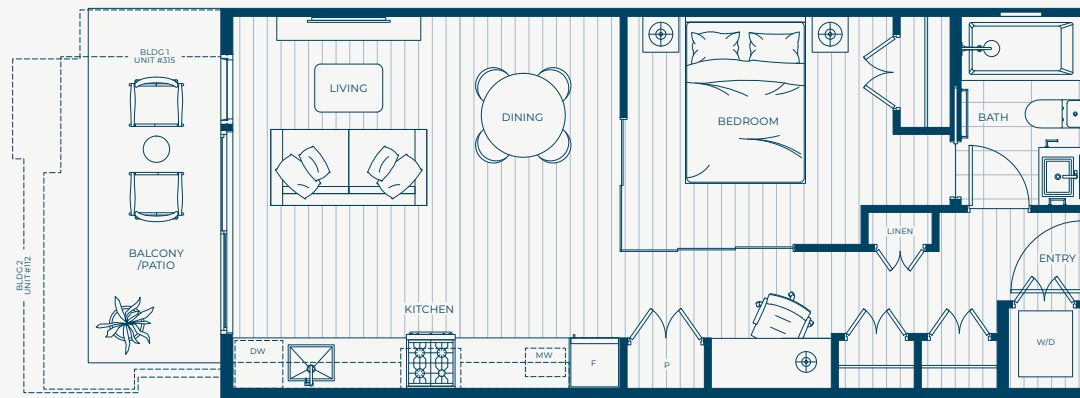 BLDG 1
UNIT #315
LIVING
DINING
BEDROOM
BATH
LINEN
BALCONY
/PATIO
ENTRY
BLDG 2
UNIT #112
KITCHEN
DW
MW
F
P
W/D